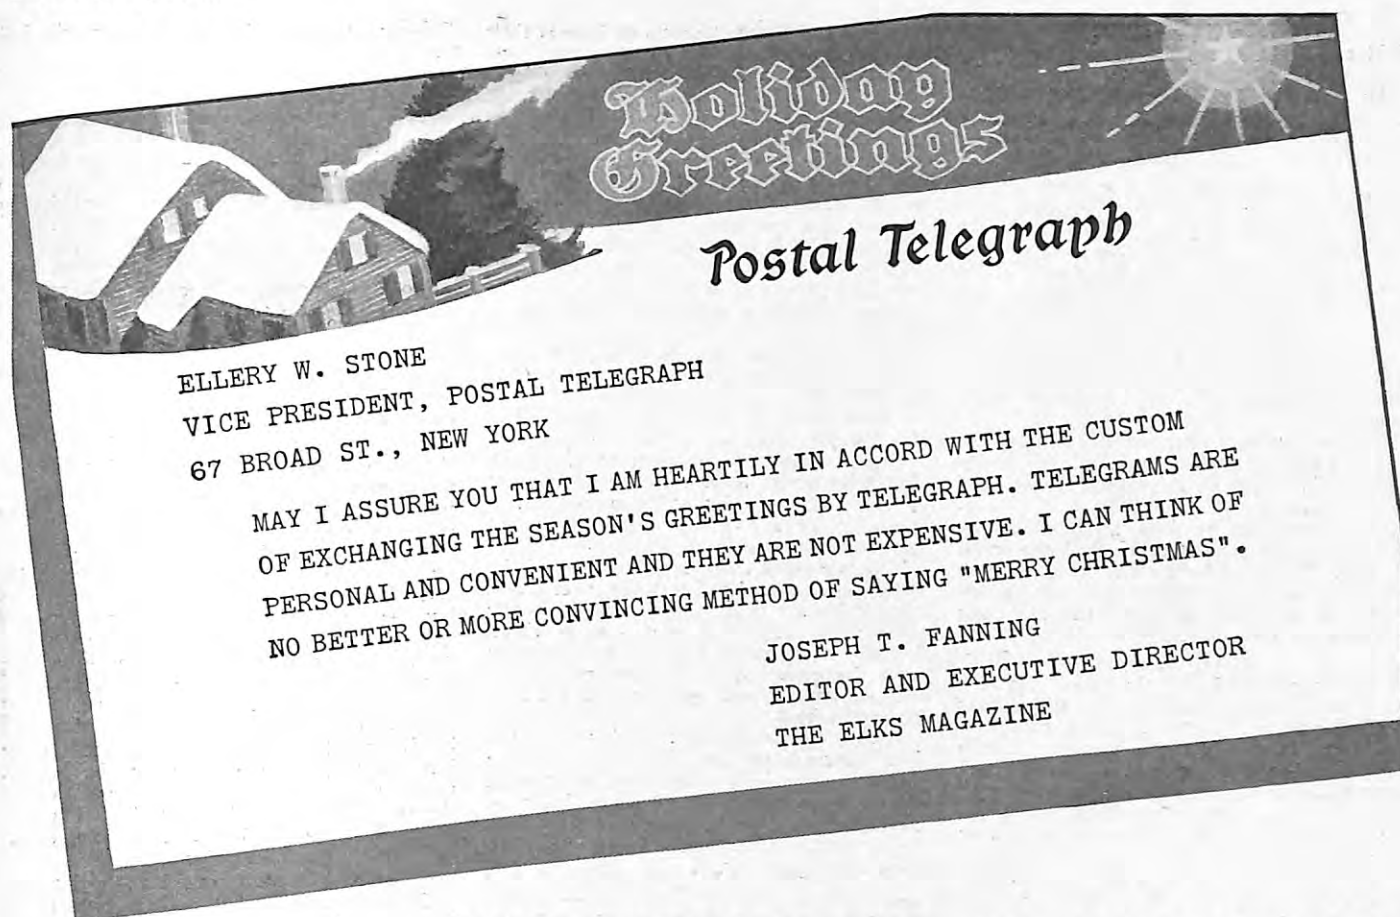 Holiday
Greetings
Postal Telegraph
ELLERY W. STONE
VICE PRESIDENT, POSTAL TELEGRAPH
67 BROAD ST., NEW YORK
MAY I ASSURE YOU THAT I AM HEARTILY IN ACCORD WITH THE CUSTOM
OF EXCHANGING THE SEASON'S GREETINGS BY TELEGRAPH. TELEGRAMS ARE
PERSONAL AND CONVENIENT AND THEY ARE NOT EXPENSIVE. I CAN THINK OF
NO BETTER OR MORE CONVINCING METHOD OF SAYING "MERRY CHRISTMAS".
JOSEPH T. FANNING
EDITOR AND EXECUTIVE DIRECTOR
THE ELKS MAGAZINE